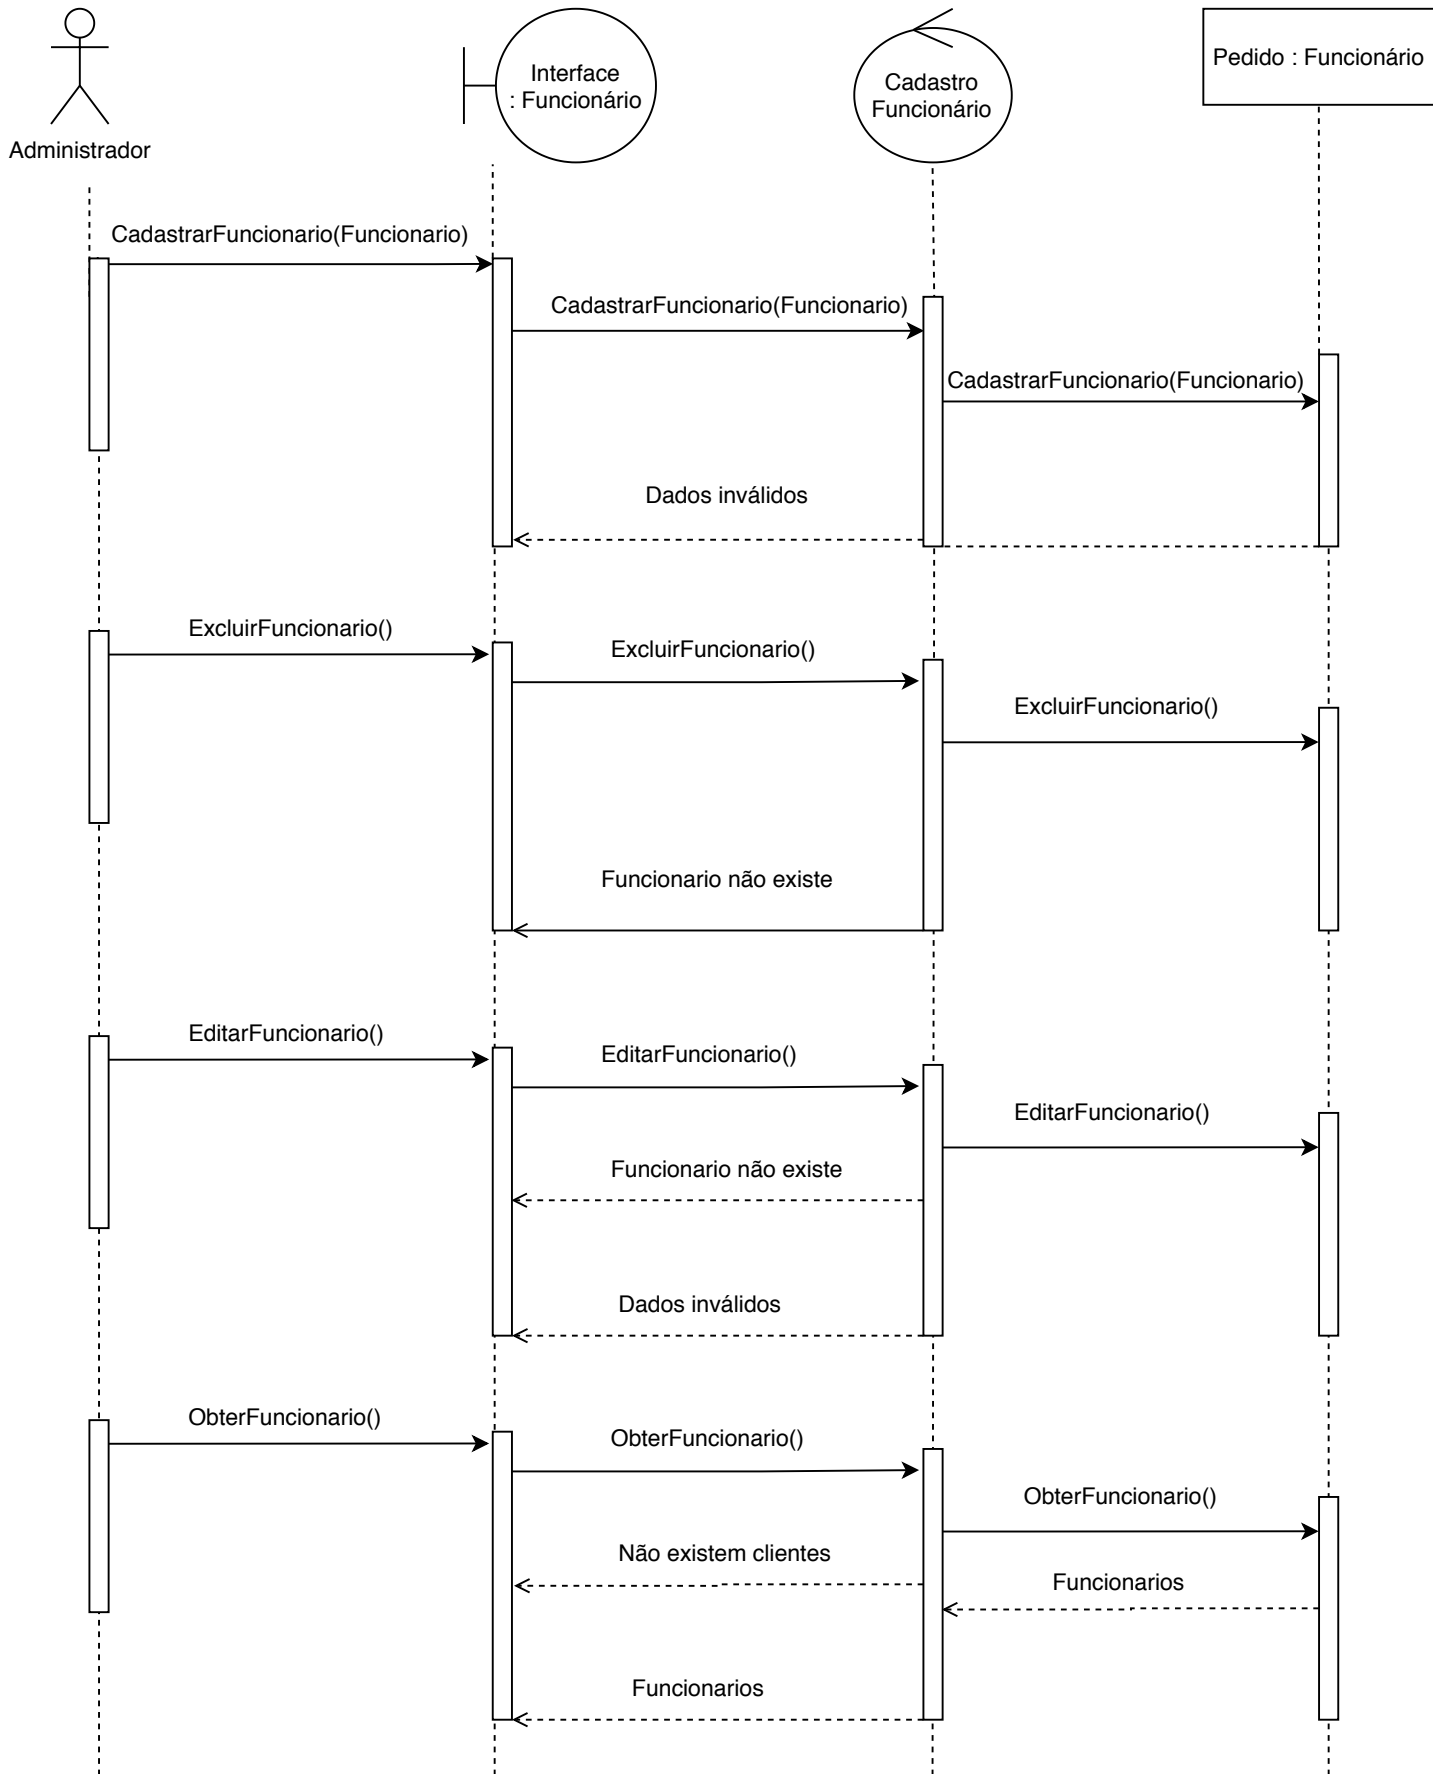 Administrador
Interface
: Funcionário
Cadastro
Funcionário
Pedido : Funcionário
CadastrarFuncionario(Funcionario)
CadastrarFuncionario(Funcionario)
CadastrarFuncionario(Funcionario)
Dados inválidos
ExcluirFuncionario()
ExcluirFuncionario()
ExcluirFuncionario()
Funcionario não existe
EditarFuncionario()
EditarFuncionario()
EditarFuncionario()
Funcionario não existe
Dados inválidos
ObterFuncionario()
ObterFuncionario()
ObterFuncionario()
Não existem clientes
Funcionarios
Funcionarios